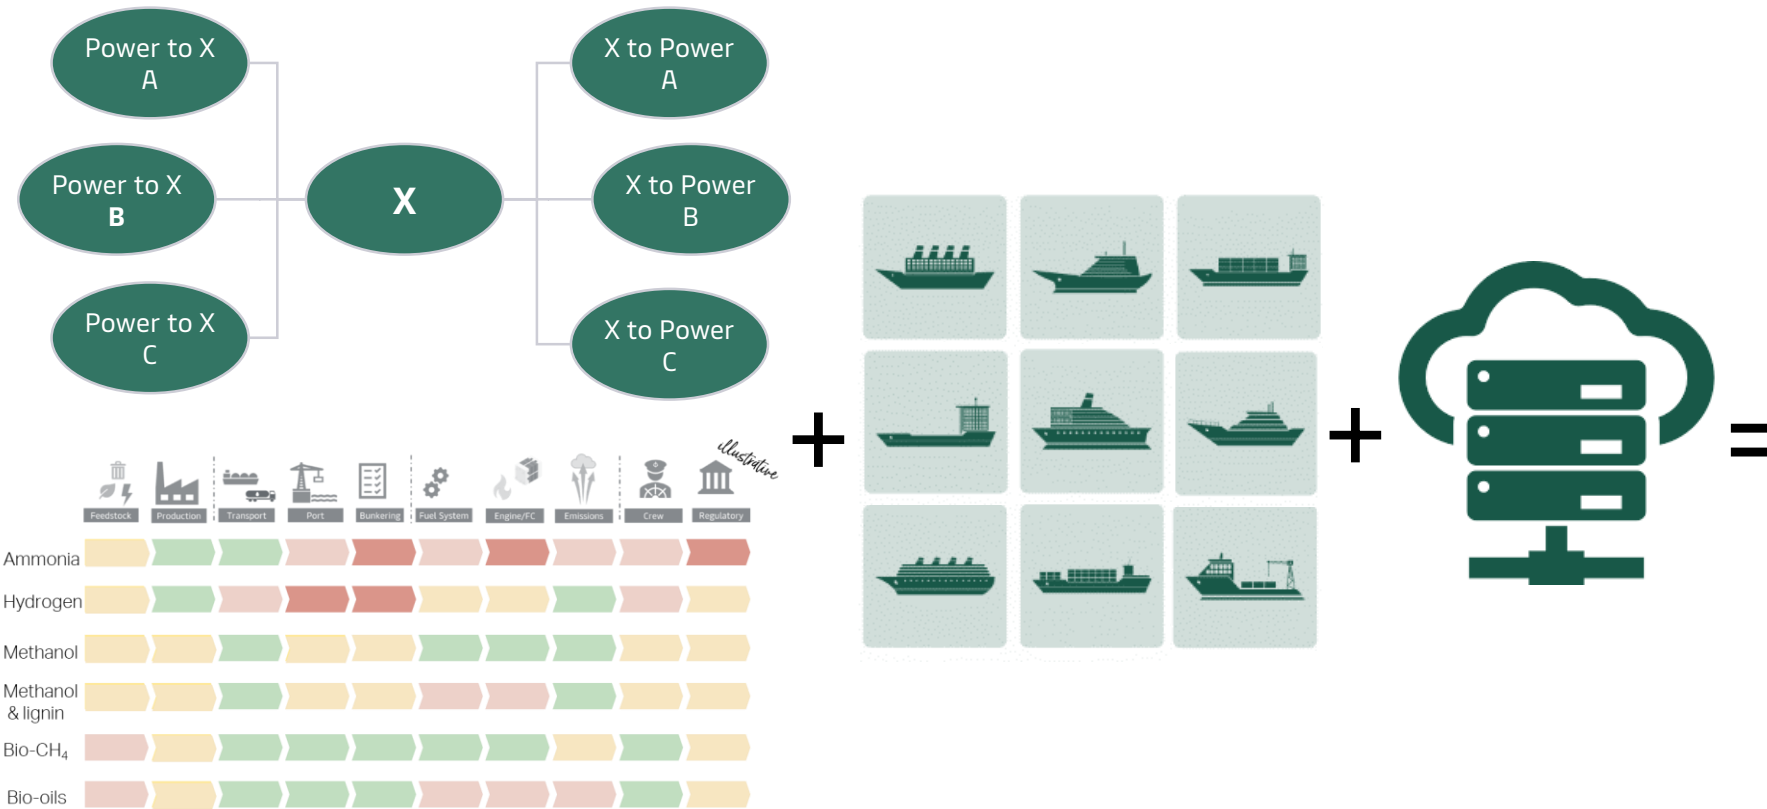 Power to X
A
X to Power
A
Power to X
B
X
X to Power
B
Power to X
C
X to Power
C
illustrative
Feedstock
Production
Transport
Port
Bunkering
Fuel System
Engine/FC
Emissions
Crew
Regulatory
Ammonia
Hydrogen
Methanol
Methanol
& lignin
Bio-CH₄
Bio-oils
+
+
=